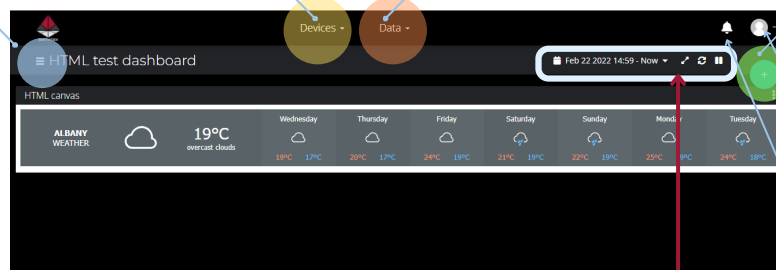 Devices
Data
HTML test dashboard
Feb 22 2022 14:59 - Now
HTML canvas
ALBANY
WEATHER
19°C
overcast clouds
Wednesday
19°C 17°C
Thursday
20°C 17°C
Friday
24°C 19°C
Saturday
21°C 19°C
Sunday
22°C 19°C
Monday
25°C 9°C
Tuesday
24°C 18°C